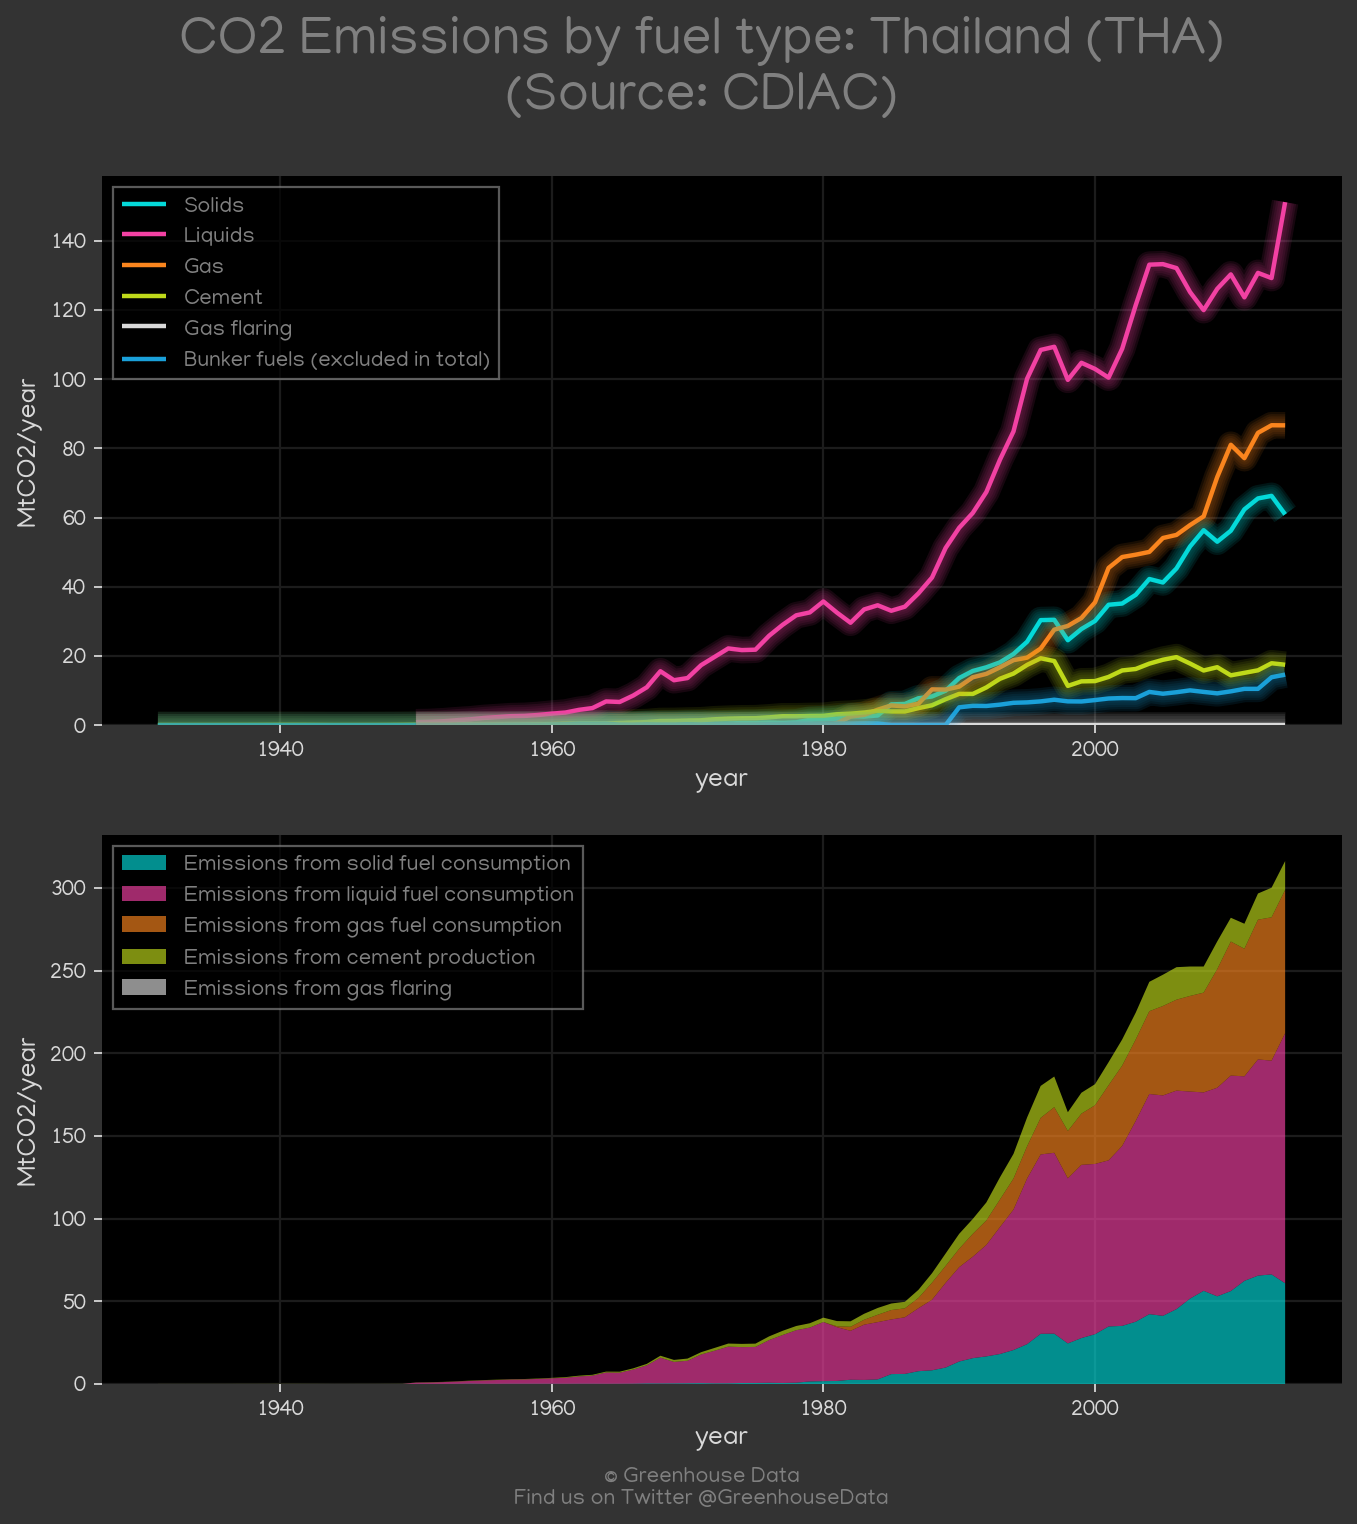 CO2 Emissions by fuel type: Thailand (THA)
(Source: CDIAC)
Solids
Liquids
Gas
Cement
Gas flaring
Bunker fuels (excluded in total)
MtCO2/year
140
120
100
80
60
40
20
0
1940
1960
1980
2000
year
Emissions from solid fuel consumption
Emissions from liquid fuel consumption
Emissions from gas fuel consumption
Emissions from cement production
Emissions from gas flaring
MtCO2/year
300
250
200
150
100
50
0
1940
1960
1980
2000
year
© Greenhouse Data
Find us on Twitter @GreenhouseData